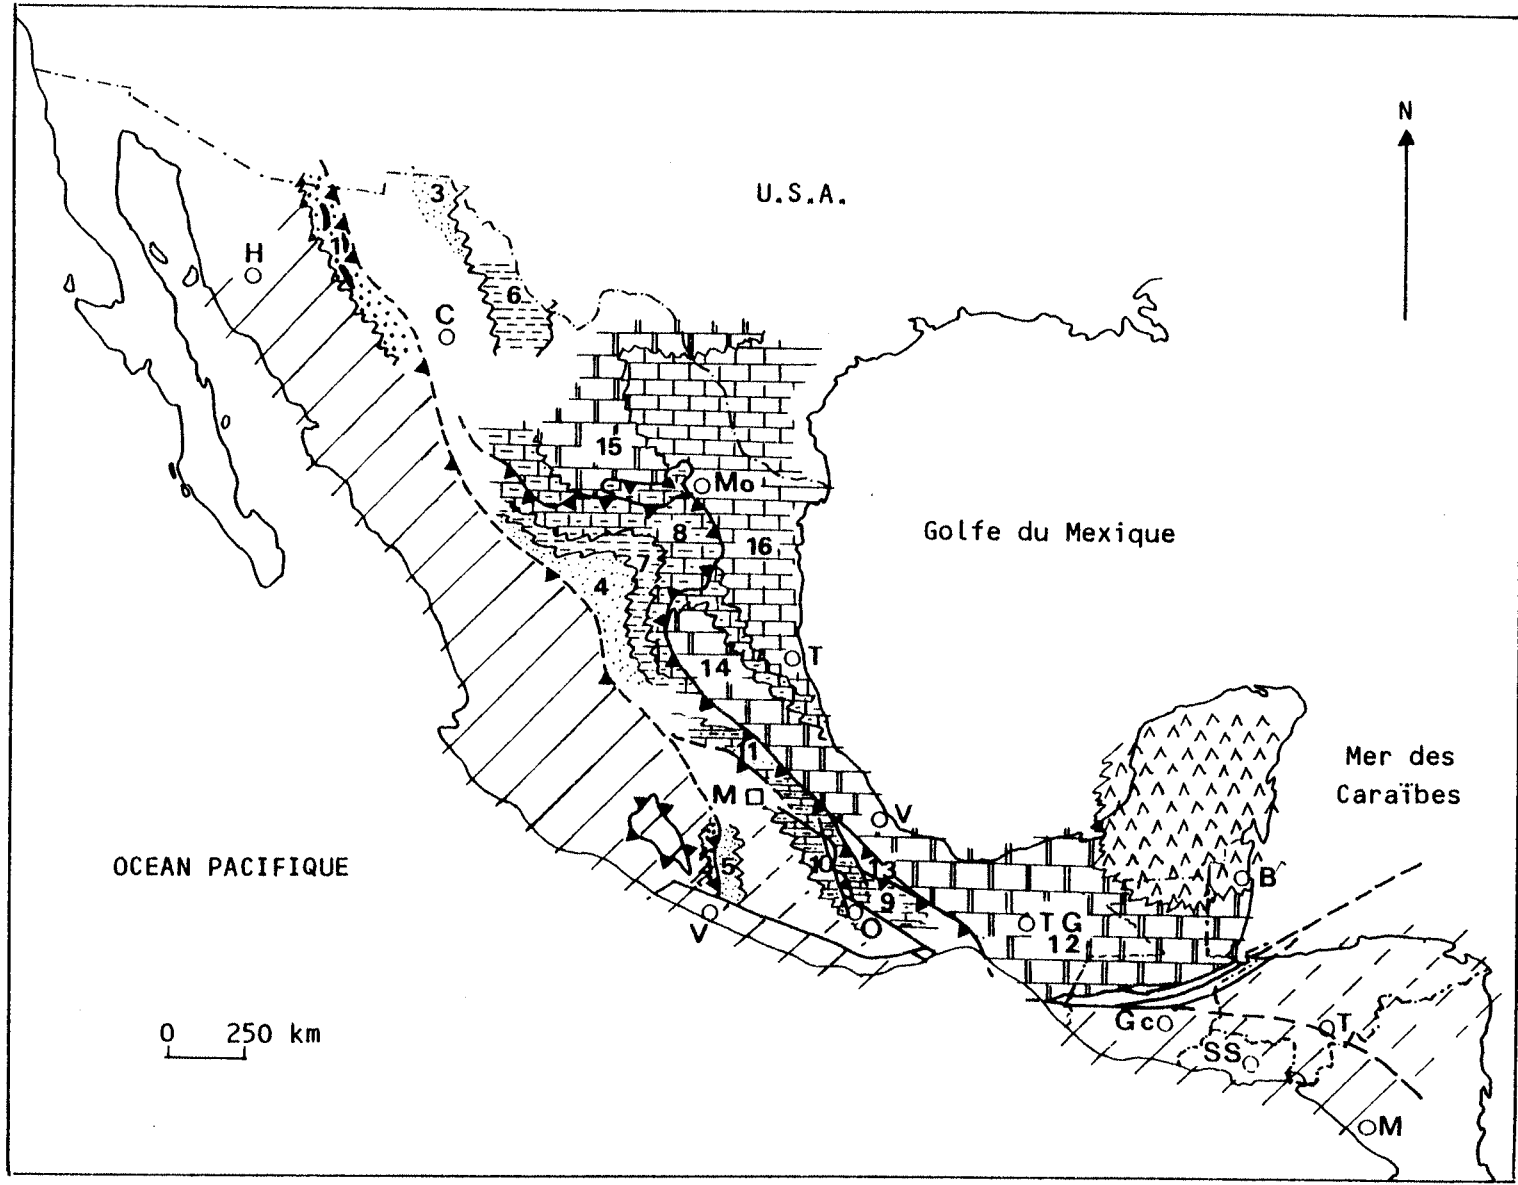 N
3
U.S.A.
H
1
6
C
15
Mo
8
16
Golfe du Mexique
7
4
14
T
1
Mer des
Caraïbes
M
V
OCEAN PACIFIQUE
5
10
13
B
9
V
O
TG
12
0 250 km
Gc
T
SS
M